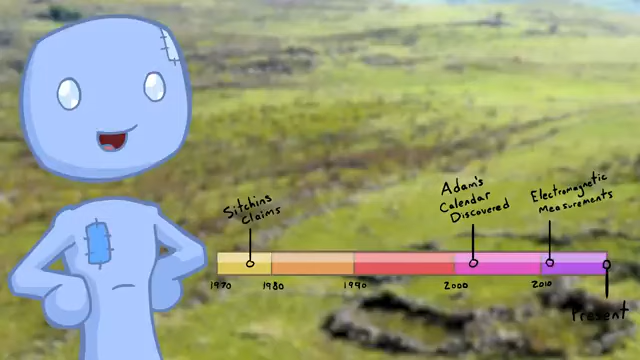 Sitchins
Claims
Adam's
Calendar
Discovered
Electromagnetic
Measurements
1970
1980
1990
2000
2010
Present